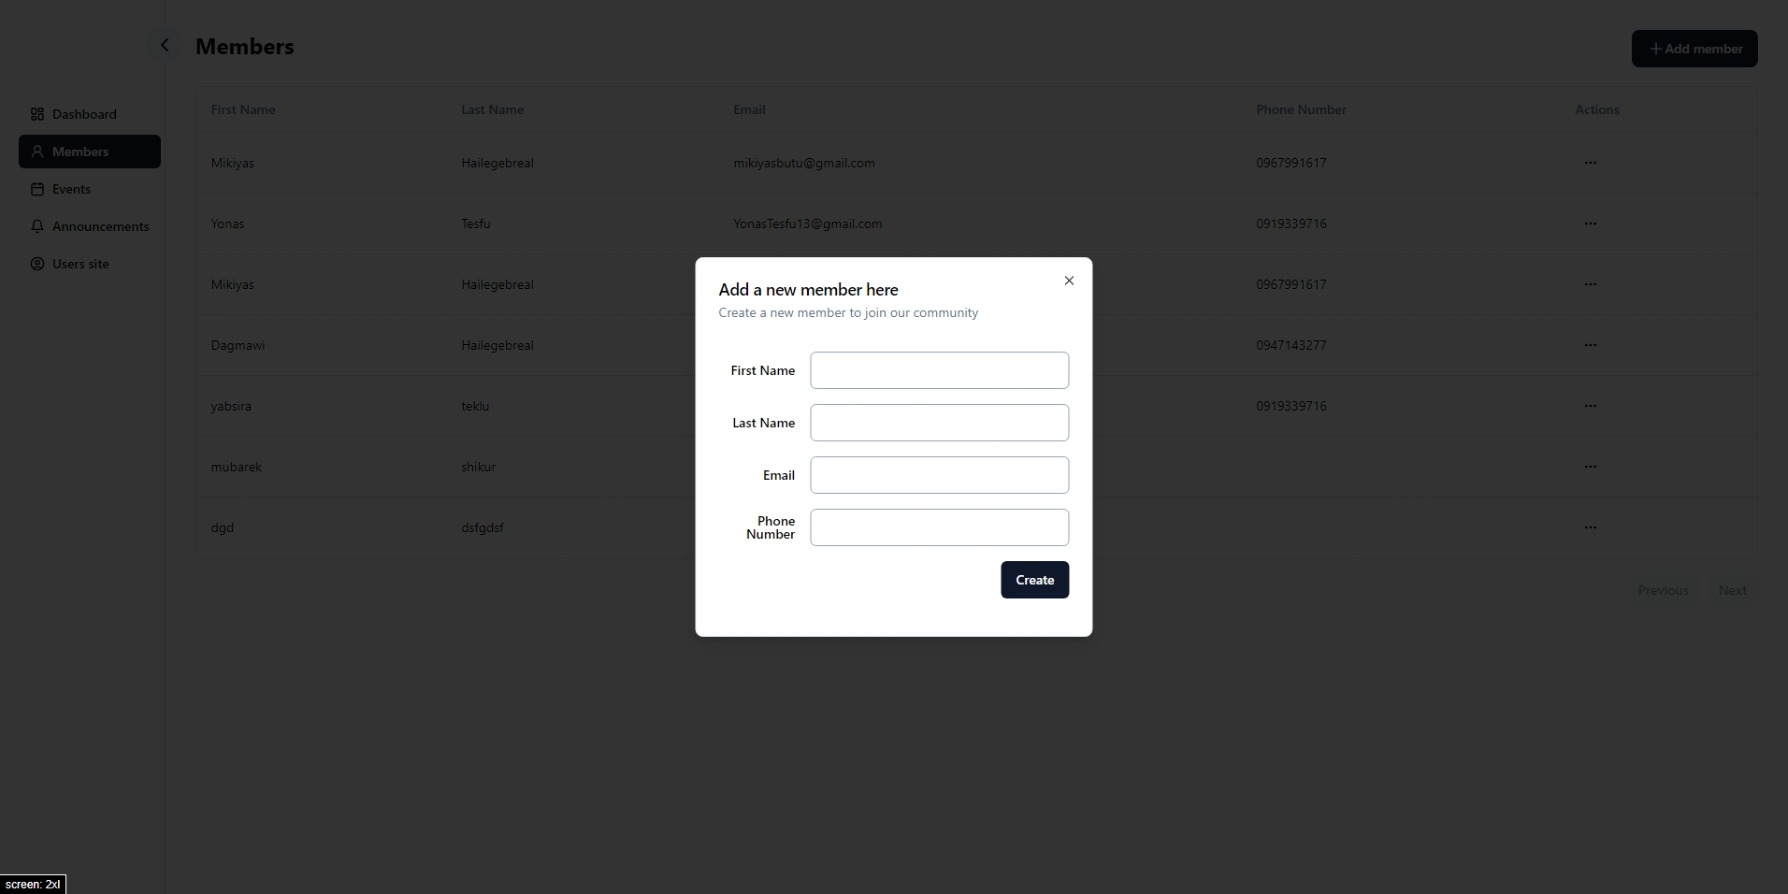 Members
Add member
Dashboard
Members
Events
Announcements
Users site
First Name Last Name Email Phone Number Actions
Mikiyas Hailegebreal mikiyasbutu@gmail.com 0967991617
Yonas Tesfu YonasTesfu13@gmail.com 0919339716
Mikiyas Hailegebreal 0967991617
Dagmawi Hailegebreal 0947143277
yabsira teklu 0919339716
mubarek shikur
dgd dsfgdsf
Previous Next
Add a new member here
Create a new member to join our community
First Name
Last Name
Email
Phone
Number
Create
screen: 2xl